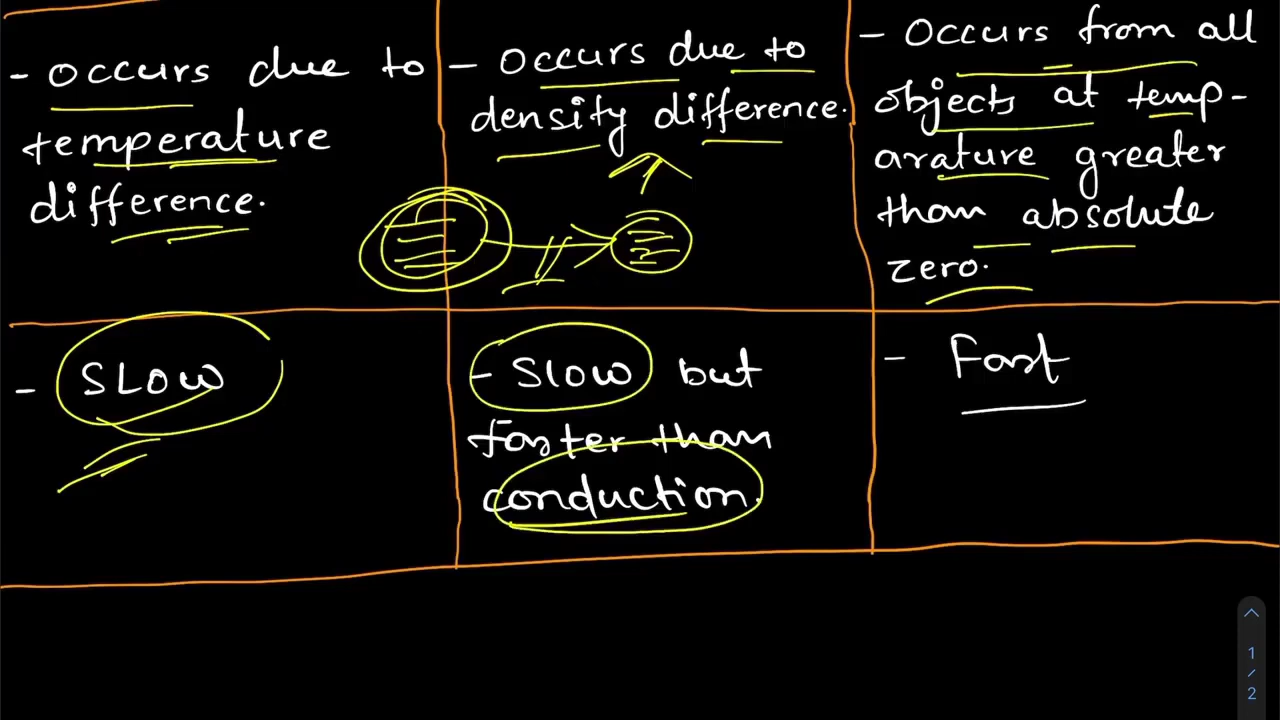 - Occurs due to
temperature
difference.
- Occurs due to
density difference.
- Occurs from all
objects at temp-
arature greater
than absolute
zero.
- SLOW
- Slow but
faster than
conduction.
- Fast
1
/
2